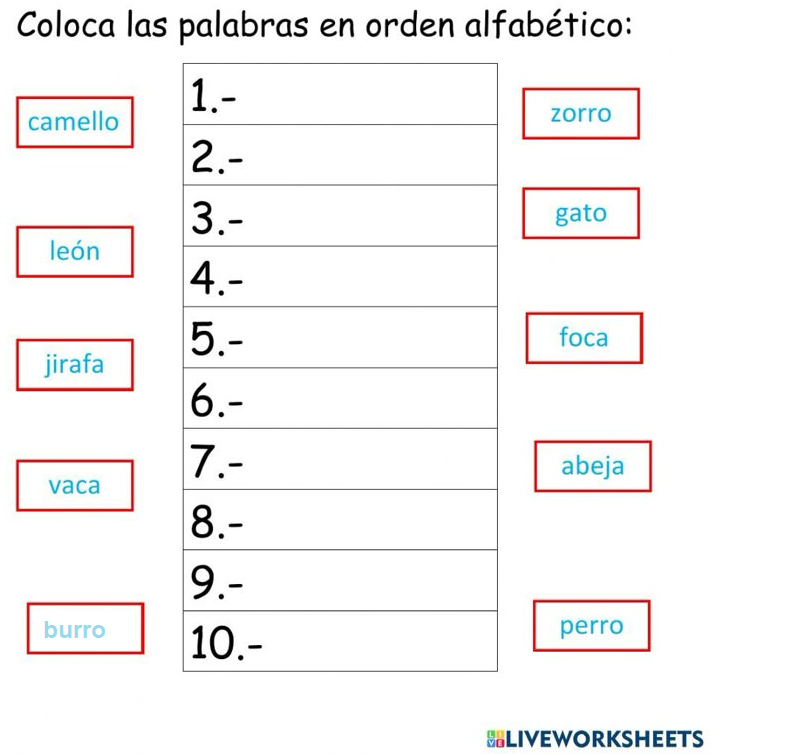 Coloca las palabras en orden alfabético:
camello
león
jirafa
vaca
burro
1.-
2.-
3.-
4.-
5.-
6.-
7.-
8.-
9.-
10.-
zorro
gato
foca
abeja
perro
LIVEWORKSHEETS